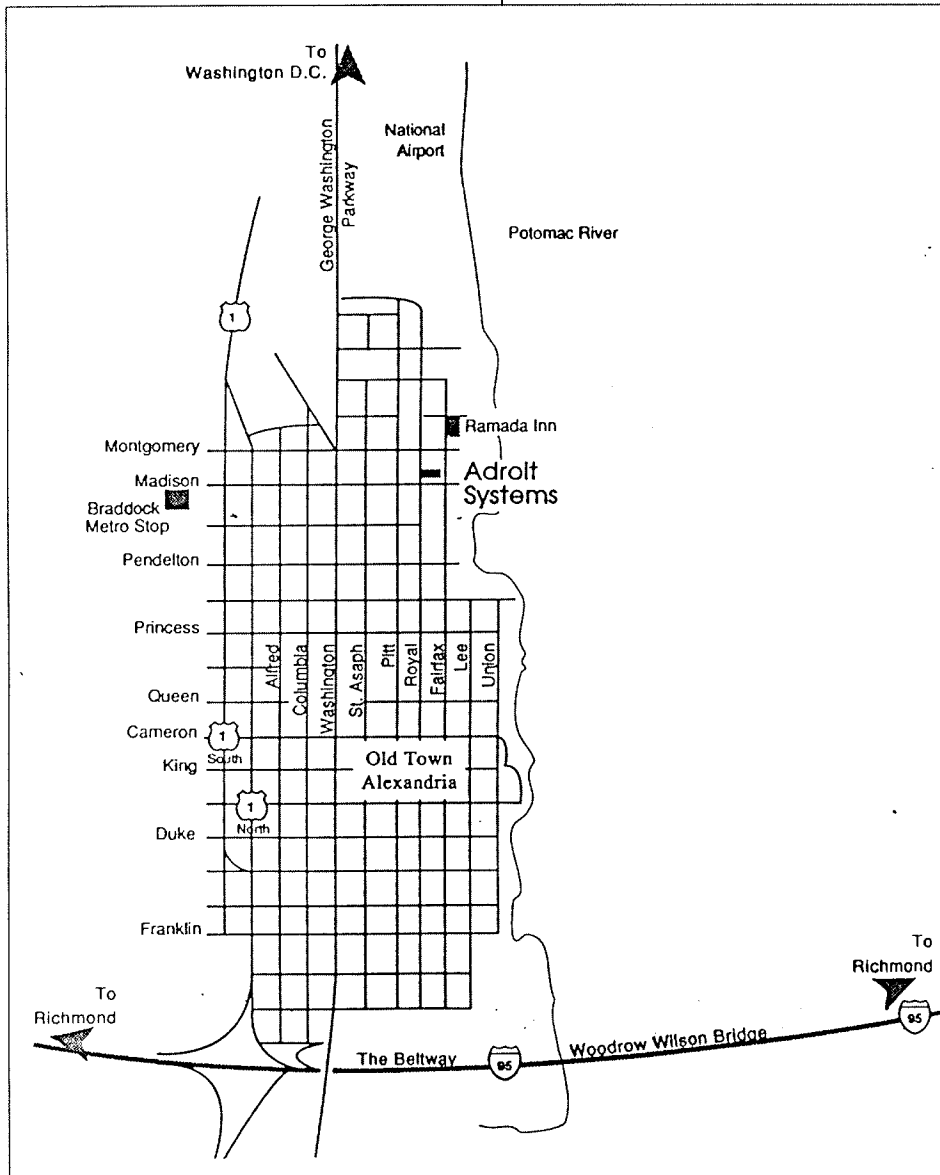 To
Washington D.C.
National
Airport
George Washington
Parkway
Potomac River
1
Ramada Inn
Montgomery
Adroit
Systems
Madison
Braddock
Metro Stop
Pendelton
Princess
Alfred
Columbia
Washington
St. Asaph
Pitt
Royal
Fairfax
Lee
Union
Queen
Cameron
1
South
King
Old Town
Alexandria
1
North
Duke
Franklin
To
Richmond
To
Richmond
95
Woodrow Wilson Bridge
The Beltway
95